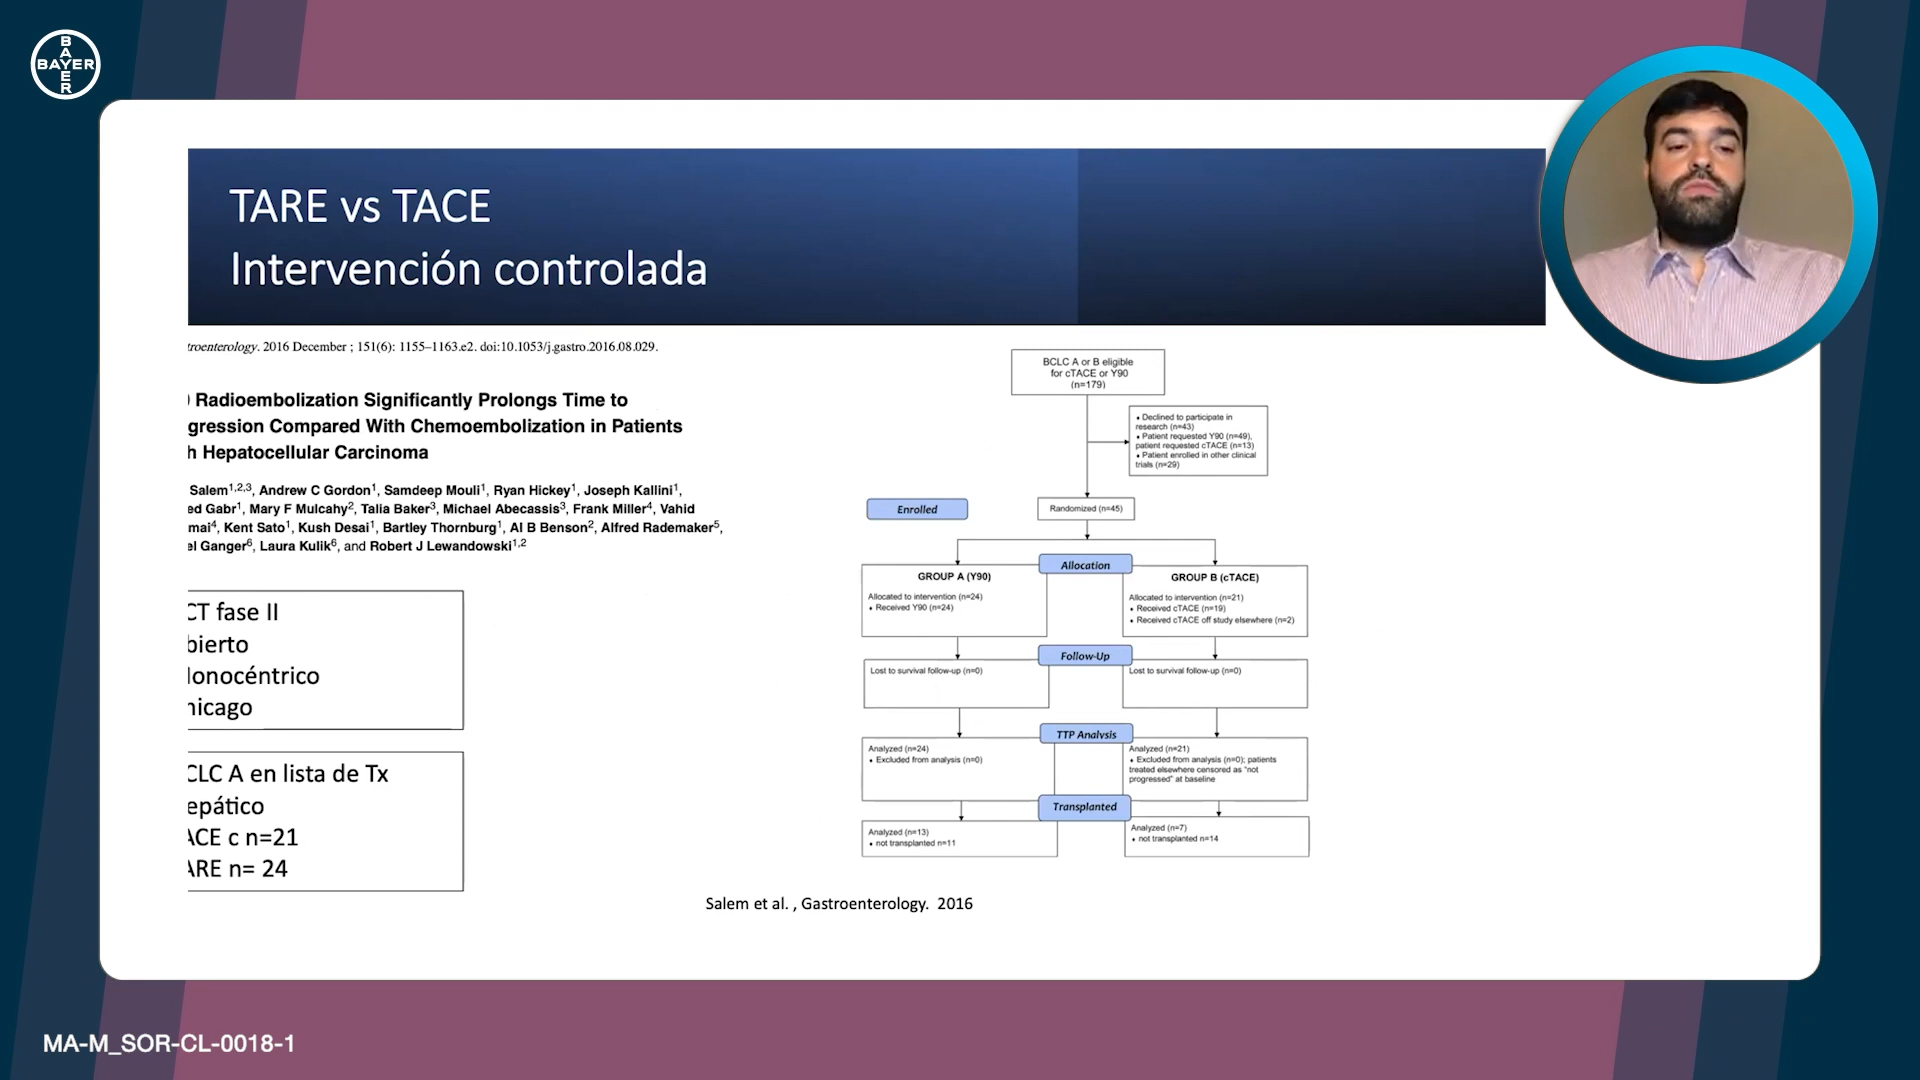 BAYER
BAYER
TARE vs TACE
Intervención controlada
troenterology. 2016 December ; 151(6): 1155–1163.e2. doi:10.1053/j.gastro.2016.08.029.
) Radioembolization Significantly Prolongs Time to
gression Compared With Chemoembolization in Patients
h Hepatocellular Carcinoma
Salem1,2,3, Andrew C Gordon1, Samdeep Mouli1, Ryan Hickey1, Joseph Kallini1,
ed Gabr1, Mary F Mulcahy2, Talia Baker3, Michael Abecassis3, Frank Miller4, Vahid
mai4, Kent Sato1, Kush Desai1, Bartley Thornburg1, Al B Benson2, Alfred Rademaker5,
el Ganger6, Laura Kulik6, and Robert J Lewandowski1,2
CT fase II
bierto
Monocéntrico
hicago
CLC A en lista de Tx
epático
ACE c n=21
ARE n= 24
BCLC A or B eligible
for cTACE or Y90
(n=179)
• Declined to participate in
research (n=43)
• Patient requested Y90 (n=49),
patient requested cTACE (n=13)
• Patient enrolled in other clinical
trials (n=29)
Enrolled
Randomized (n=45)
Allocation
GROUP A (Y90)
Allocated to intervention (n=24)
• Received Y90 (n=24)
GROUP B (cTACE)
Allocated to intervention (n=21)
• Received cTACE (n=19)
• Received cTACE off study elsewhere (n=2)
Follow-Up
Lost to survival follow-up (n=0)
Lost to survival follow-up (n=0)
TTP Analysis
Analyzed (n=24)
• Excluded from analysis (n=0)
Analyzed (n=21)
• Excluded from analysis (n=0); patients
treated elsewhere censored as "not
progressed" at baseline
Transplanted
Analyzed (n=13)
• not transplanted n=11
Analyzed (n=7)
• not transplanted n=14
Salem et al. , Gastroenterology.  2016
MA-M_SOR-CL-0018-1